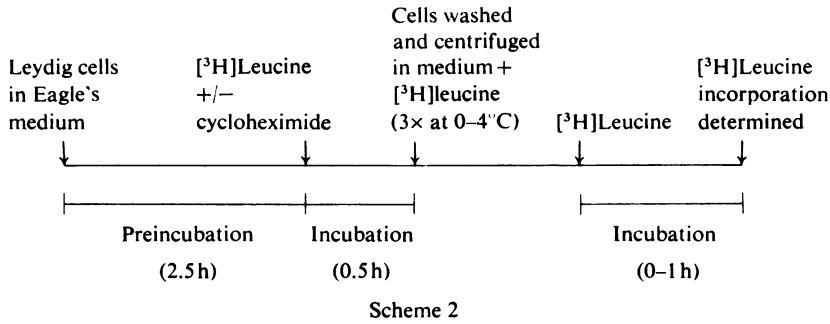 Leydig cells
in Eagle's
medium
[³H]Leucine
+/−
cycloheximide
Cells washed
and centrifuged
in medium +
[³H]leucine
(3× at 0–4°C)
[³H]Leucine
[³H]Leucine
incorporation
determined
Preincubation
(2.5 h)
Incubation
(0.5 h)
Incubation
(0–1 h)
Scheme 2